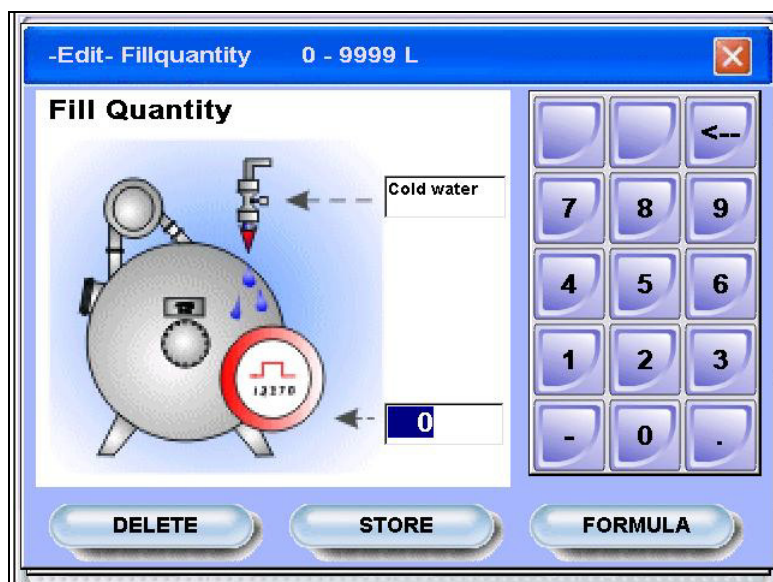 -Edit- Fillquantity 0 - 9999 L
Fill Quantity
Cold water
0
<--
7 8 9
4 5 6
1 2 3
- 0 .
DELETE STORE FORMULA